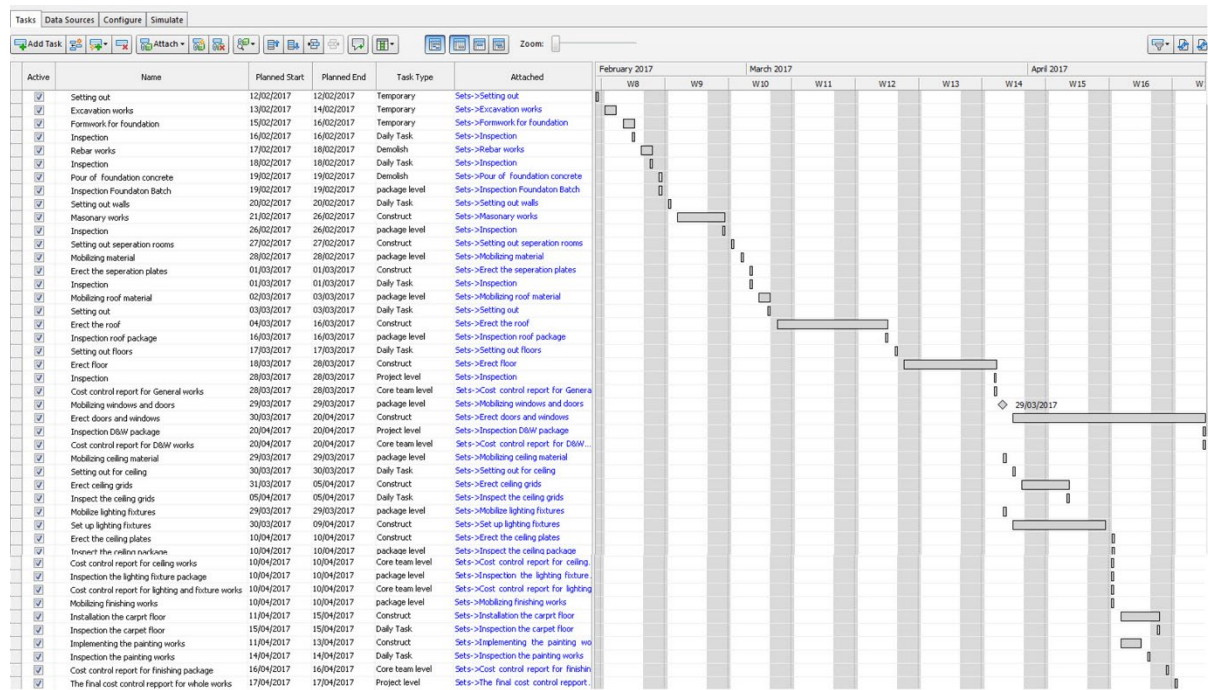 Tasks Data Sources Configure Simulate
Add Task Attach Zoom:
Active Name Planned Start Planned End Task Type Attached February 2017 March 2017 April 2017
W8 W9 W10 W11 W12 W13 W14 W15 W16 W
Setting out 12/02/2017 12/02/2017 Temporary Sets->Setting out
Excavation works 13/02/2017 14/02/2017 Temporary Sets->Excavation works
Formwork for foundation 15/02/2017 16/02/2017 Temporary Sets->Formwork for foundation
Inspection 16/02/2017 16/02/2017 Daily Task Sets->Inspection
Rebar works 17/02/2017 18/02/2017 Demolish Sets->Rebar works
Inspection 18/02/2017 18/02/2017 Daily Task Sets->Inspection
Pour of foundation concrete 19/02/2017 19/02/2017 Demolish Sets->Pour of foundation concrete
Inspection Foundaton Batch 19/02/2017 19/02/2017 package level Sets->Inspection Foundaton Batch
Setting out walls 20/02/2017 20/02/2017 Daily Task Sets->Setting out walls
Masonary works 21/02/2017 26/02/2017 Construct Sets->Masonary works
Inspection 26/02/2017 26/02/2017 package level Sets->Inspection
Setting out seperation rooms 27/02/2017 27/02/2017 Construct Sets->Setting out seperation rooms
Mobilizing material 28/02/2017 28/02/2017 package level Sets->Mobilizing material
Erect the seperation plates 01/03/2017 01/03/2017 Construct Sets->Erect the seperation plates
Inspection 01/03/2017 01/03/2017 Daily Task Sets->Inspection
Mobilizing roof material 02/03/2017 03/03/2017 package level Sets->Mobilizing roof material
Setting out 03/03/2017 03/03/2017 Daily Task Sets->Setting out
Erect the roof 04/03/2017 16/03/2017 Construct Sets->Erect the roof
Inspection roof package 16/03/2017 16/03/2017 package level Sets->Inspection roof package
Setting out floors 17/03/2017 17/03/2017 Daily Task Sets->Setting out floors
Erect floor 18/03/2017 28/03/2017 Construct Sets->Erect floor
Inspection 28/03/2017 28/03/2017 Project level Sets->Inspection
Cost control report for General works 28/03/2017 28/03/2017 Core team level Sets->Cost control report for Genera
Mobilizing windows and doors 29/03/2017 29/03/2017 package level Sets->Mobilizing windows and doors 29/03/2017
Erect doors and windows 30/03/2017 20/04/2017 Construct Sets->Erect doors and windows
Inspection D&W package 20/04/2017 20/04/2017 Project level Sets->Inspection D&W package
Cost control report for D&W works 20/04/2017 20/04/2017 Core team level Sets->Cost control report for D&W...
Mobilizing ceiling material 29/03/2017 29/03/2017 package level Sets->Mobilizing ceiling material
Setting out for ceiling 30/03/2017 30/03/2017 Daily Task Sets->Setting out for ceiling
Erect ceiling grids 31/03/2017 05/04/2017 Construct Sets->Erect ceiling grids
Inspect the ceiling grids 05/04/2017 05/04/2017 Daily Task Sets->Inspect the ceiling grids
Mobilize lighting fixtures 29/03/2017 29/03/2017 package level Sets->Mobilize lighting fixtures
Set up lighting fixtures 30/03/2017 09/04/2017 Construct Sets->Set up lighting fixtures
Erect the ceiling plates 10/04/2017 10/04/2017 Construct Sets->Erect the ceiling plates
Inspect the ceiling package 10/04/2017 10/04/2017 package level Sets->Inspect the ceiling package
Cost control report for ceiling works 10/04/2017 10/04/2017 Core team level Sets->Cost control report for ceiling.
Inspection the lighting fixture package 10/04/2017 10/04/2017 package level Sets->Inspection the lighting fixture.
Cost control report for lighting and fixture works 10/04/2017 10/04/2017 Core team level Sets->Cost control report for lighting
Mobilizing finishing works 10/04/2017 10/04/2017 package level Sets->Mobilizing finishing works
Installation the carprt floor 11/04/2017 15/04/2017 Construct Sets->Installation the carprt floor
Inspection the carpet floor 15/04/2017 15/04/2017 Daily Task Sets->Inspection the carpet floor
Implementing the painting works 11/04/2017 13/04/2017 Construct Sets->Implementing the painting wo
Inspection the painting works 14/04/2017 14/04/2017 Daily Task Sets->Inspection the painting works
Cost control report for finishing package 16/04/2017 16/04/2017 Core team level Sets->Cost control report for finishin
The final cost control repport for whole works 17/04/2017 17/04/2017 Project level Sets->The final cost control repport.